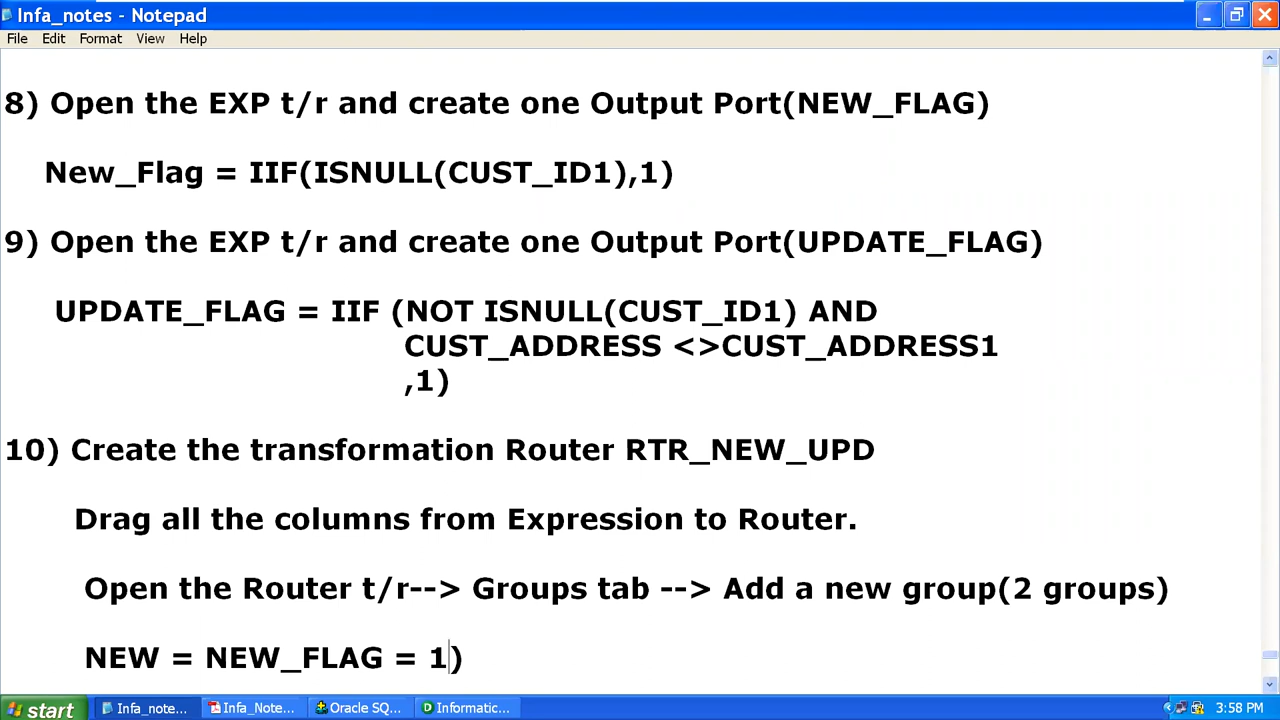 Infa_notes - Notepad
File Edit Format View Help
8) Open the EXP t/r and create one Output Port(NEW_FLAG)
New_Flag = IIF(ISNULL(CUST_ID1),1)
9) Open the EXP t/r and create one Output Port(UPDATE_FLAG)
UPDATE_FLAG = IIF (NOT ISNULL(CUST_ID1) AND
CUST_ADDRESS <>CUST_ADDRESS1
,1)
10) Create the transformation Router RTR_NEW_UPD
Drag all the columns from Expression to Router.
Open the Router t/r--> Groups tab --> Add a new group(2 groups)
NEW = NEW_FLAG = 1)
start Infa_note... Infa_Note... Oracle SQ... Informatic... 3:58 PM